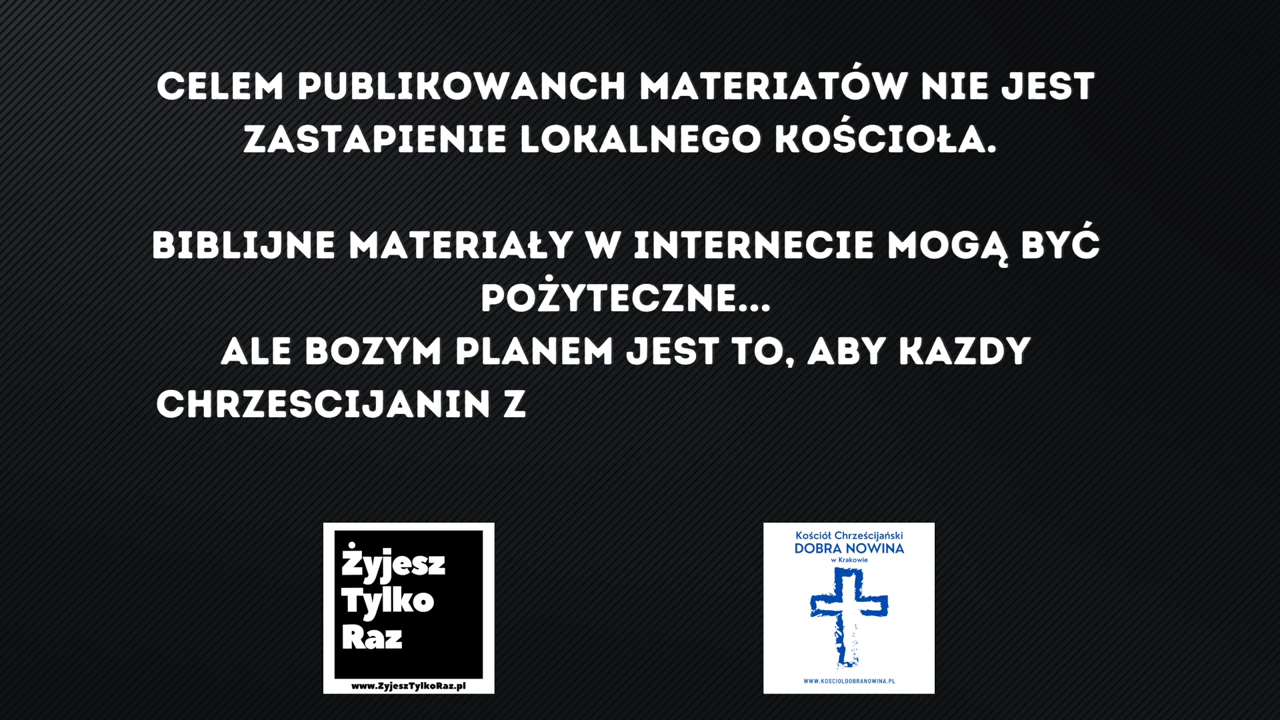 CELEM PUBLIKOWANCH MATERIATÓW NIE JEST
ZASTAPIENIE LOKALNEGO KOŚCIOŁA.
BIBLIJNE MATERIAŁY W INTERNECIE MOGĄ BYĆ
POŻYTECZNE...
ALE BOZYM PLANEM JEST TO, ABY KAZDY
CHRZESCIJANIN Z
Żyjesz
Tylko
Raz
www.ZyjeszTylkoRaz.pl
Kościół Chrześcijański
DOBRA NOWINA
w Krakowie
WWW.KOSCIOLDOBRANOWINA.PL